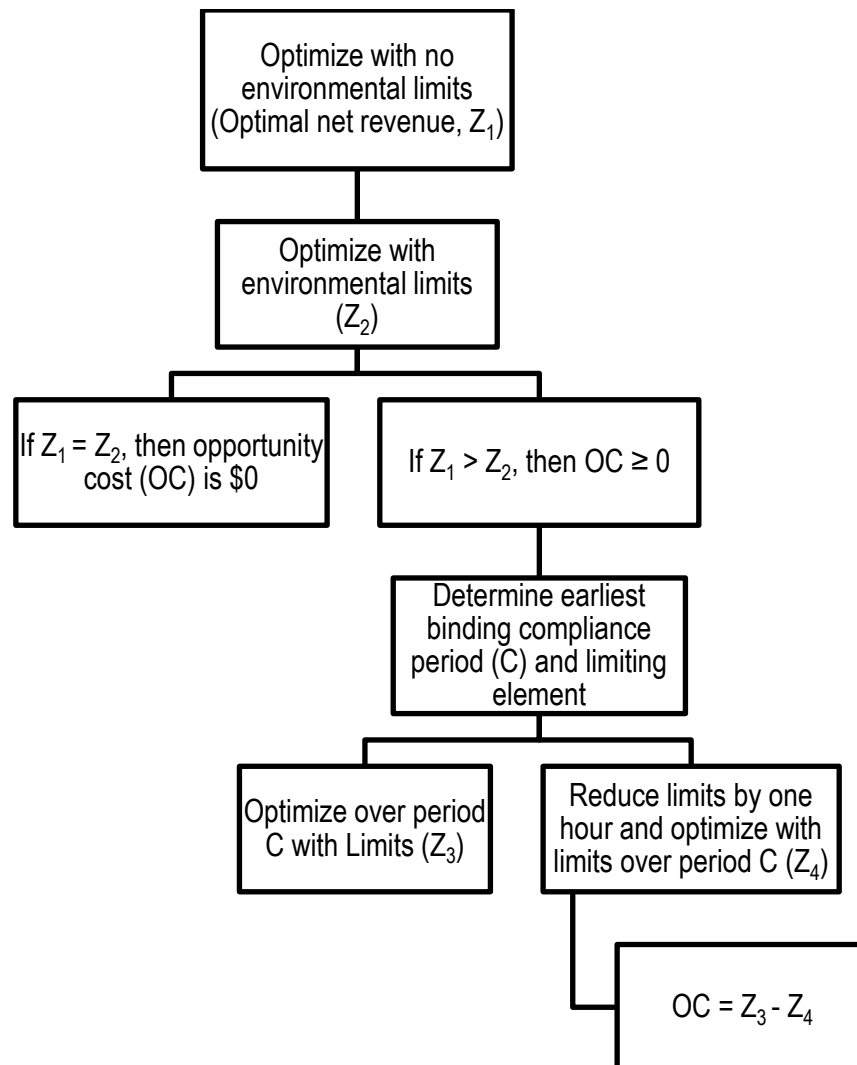 Optimize with no
environmental limits
(Optimal net revenue, Z₁)
Optimize with
environmental limits
(Z₂)
If Z₁ = Z₂, then opportunity
cost (OC) is $0
If Z₁ > Z₂, then OC ≥ 0
Determine earliest
binding compliance
period (C) and limiting
element
Optimize over period
C with Limits (Z₃)
Reduce limits by one
hour and optimize with
limits over period C (Z₄)
OC = Z₃ - Z₄